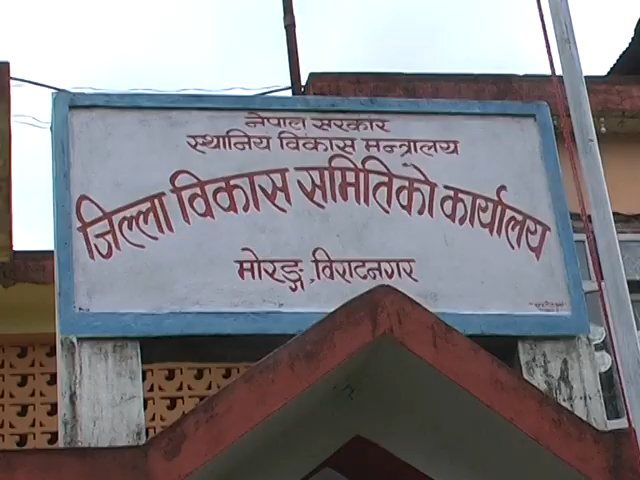 नेपाल सरकार
स्थानिय विकास मन्त्रालय
जिल्ला विकास समितिको कार्यालय
मोरङ्ग ,विराटनगर